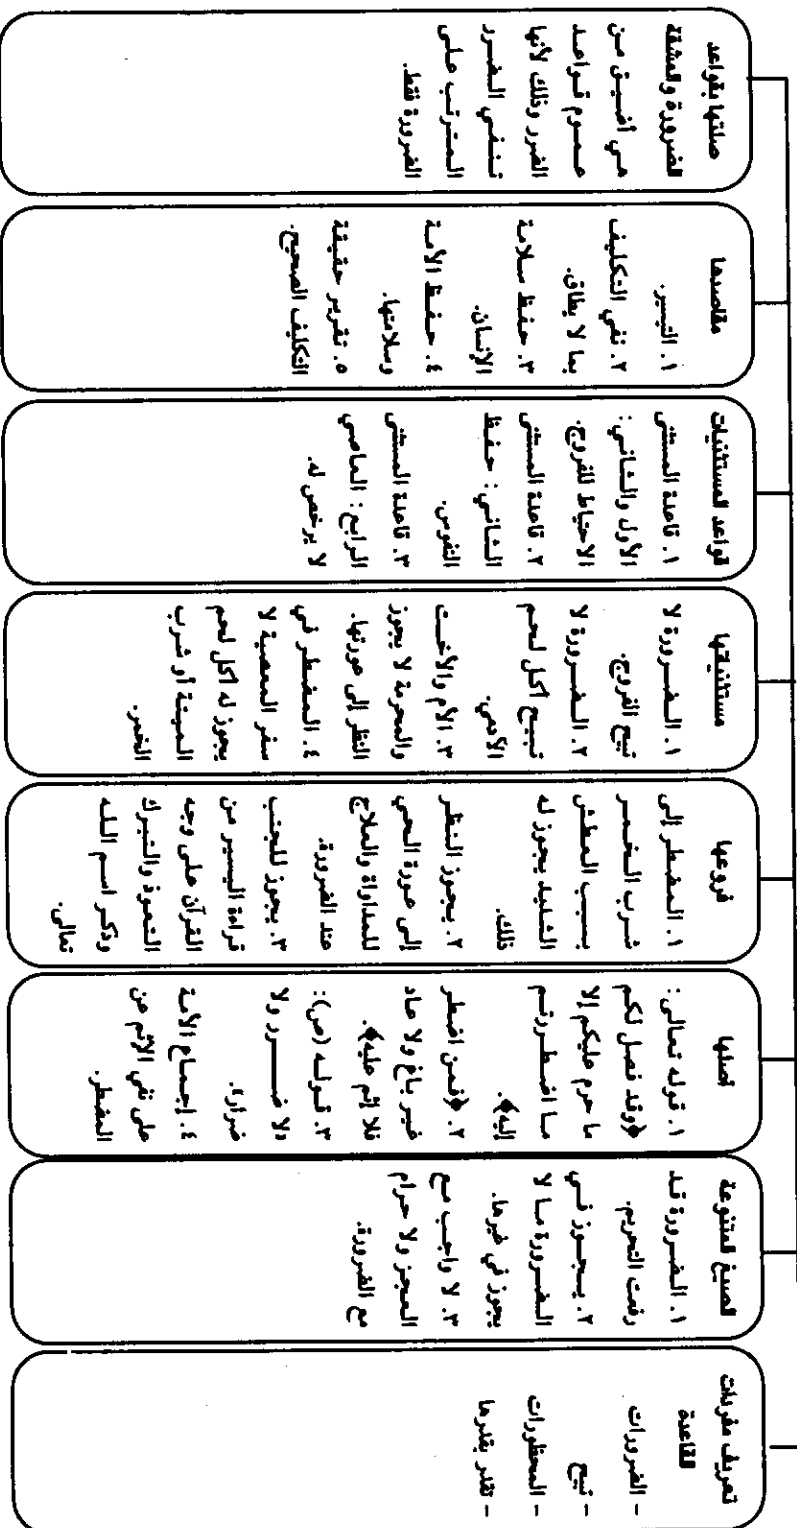 تعريف مفردات
القاعدة
- الضرورات
- تبيح
- المحظورات
- تقدر بقدرها
الصيغ المتنوعة
١. الضرورة قد
رفعت التحريم.
٢. يجوز في
الضرورة ما لا
يجوز في غيرها.
٣. لا واجب مع
العجز ولا حرام
مع الضرورة.
أصلها
١. قوله تعالى:
﴿وقد فصل لكم
ما حرم عليكم إلا
ما اضطررتم
إليه﴾.
٢. ﴿فمن اضطر
غير باغ ولا عاد
فلا إثم عليه﴾.
٣. قوله (ص):
«لا ضرر ولا
ضرار».
٤. إجماع الأمة
على نفي الإثم عن
المضطر.
فروعها
١. المضطر إلى
شرب الخمر
بسبب العطش
الشديد يجوز له
ذلك.
٢. يجوز النظر
إلى عورة الحي
للمداواة والعلاج
عند الضرورة.
٣. يجوز للجنب
قراءة اليسير من
القرآن على وجه
التعوذ والتبرك
وذكر اسم الله
تعالى.
مستثنياتها
١. الضرورة لا
تبيح الفروج.
٢. الضرورة لا
تبيح أكل لحم
الآدمي.
٣. الأم والأخت
والمحرمة لا يجوز
النظر إلى عورتها.
٤. المضطر في
سفر المعصية لا
يجوز له أكل لحم
الميتة أو شرب
الخمر.
قواعد المستثنيات
١. قاعدة المستثنى
الأول والثاني:
الاحتياط للفروج.
٢. قاعدة المستثنى
الثاني: حفظ
النفوس.
٣. قاعدة المستثنى
الرابع: العاصي
لا يرخص له.
مقاصدها
١. التيسير.
٢. نفي التكليف
بما لا يطاق.
٣. حفظ سلامة
الإنسان.
٤. حفظ الأمة
وسلامتها.
٥. تقرير حقيقة
التكليف الصحيح.
صلتها بقواعد
الضرورة والمشقة
هي أضيق من
عموم قواعد
الضرر وذلك لأنها
تنفي الضرر
المترتب على
الضرورة فقط.